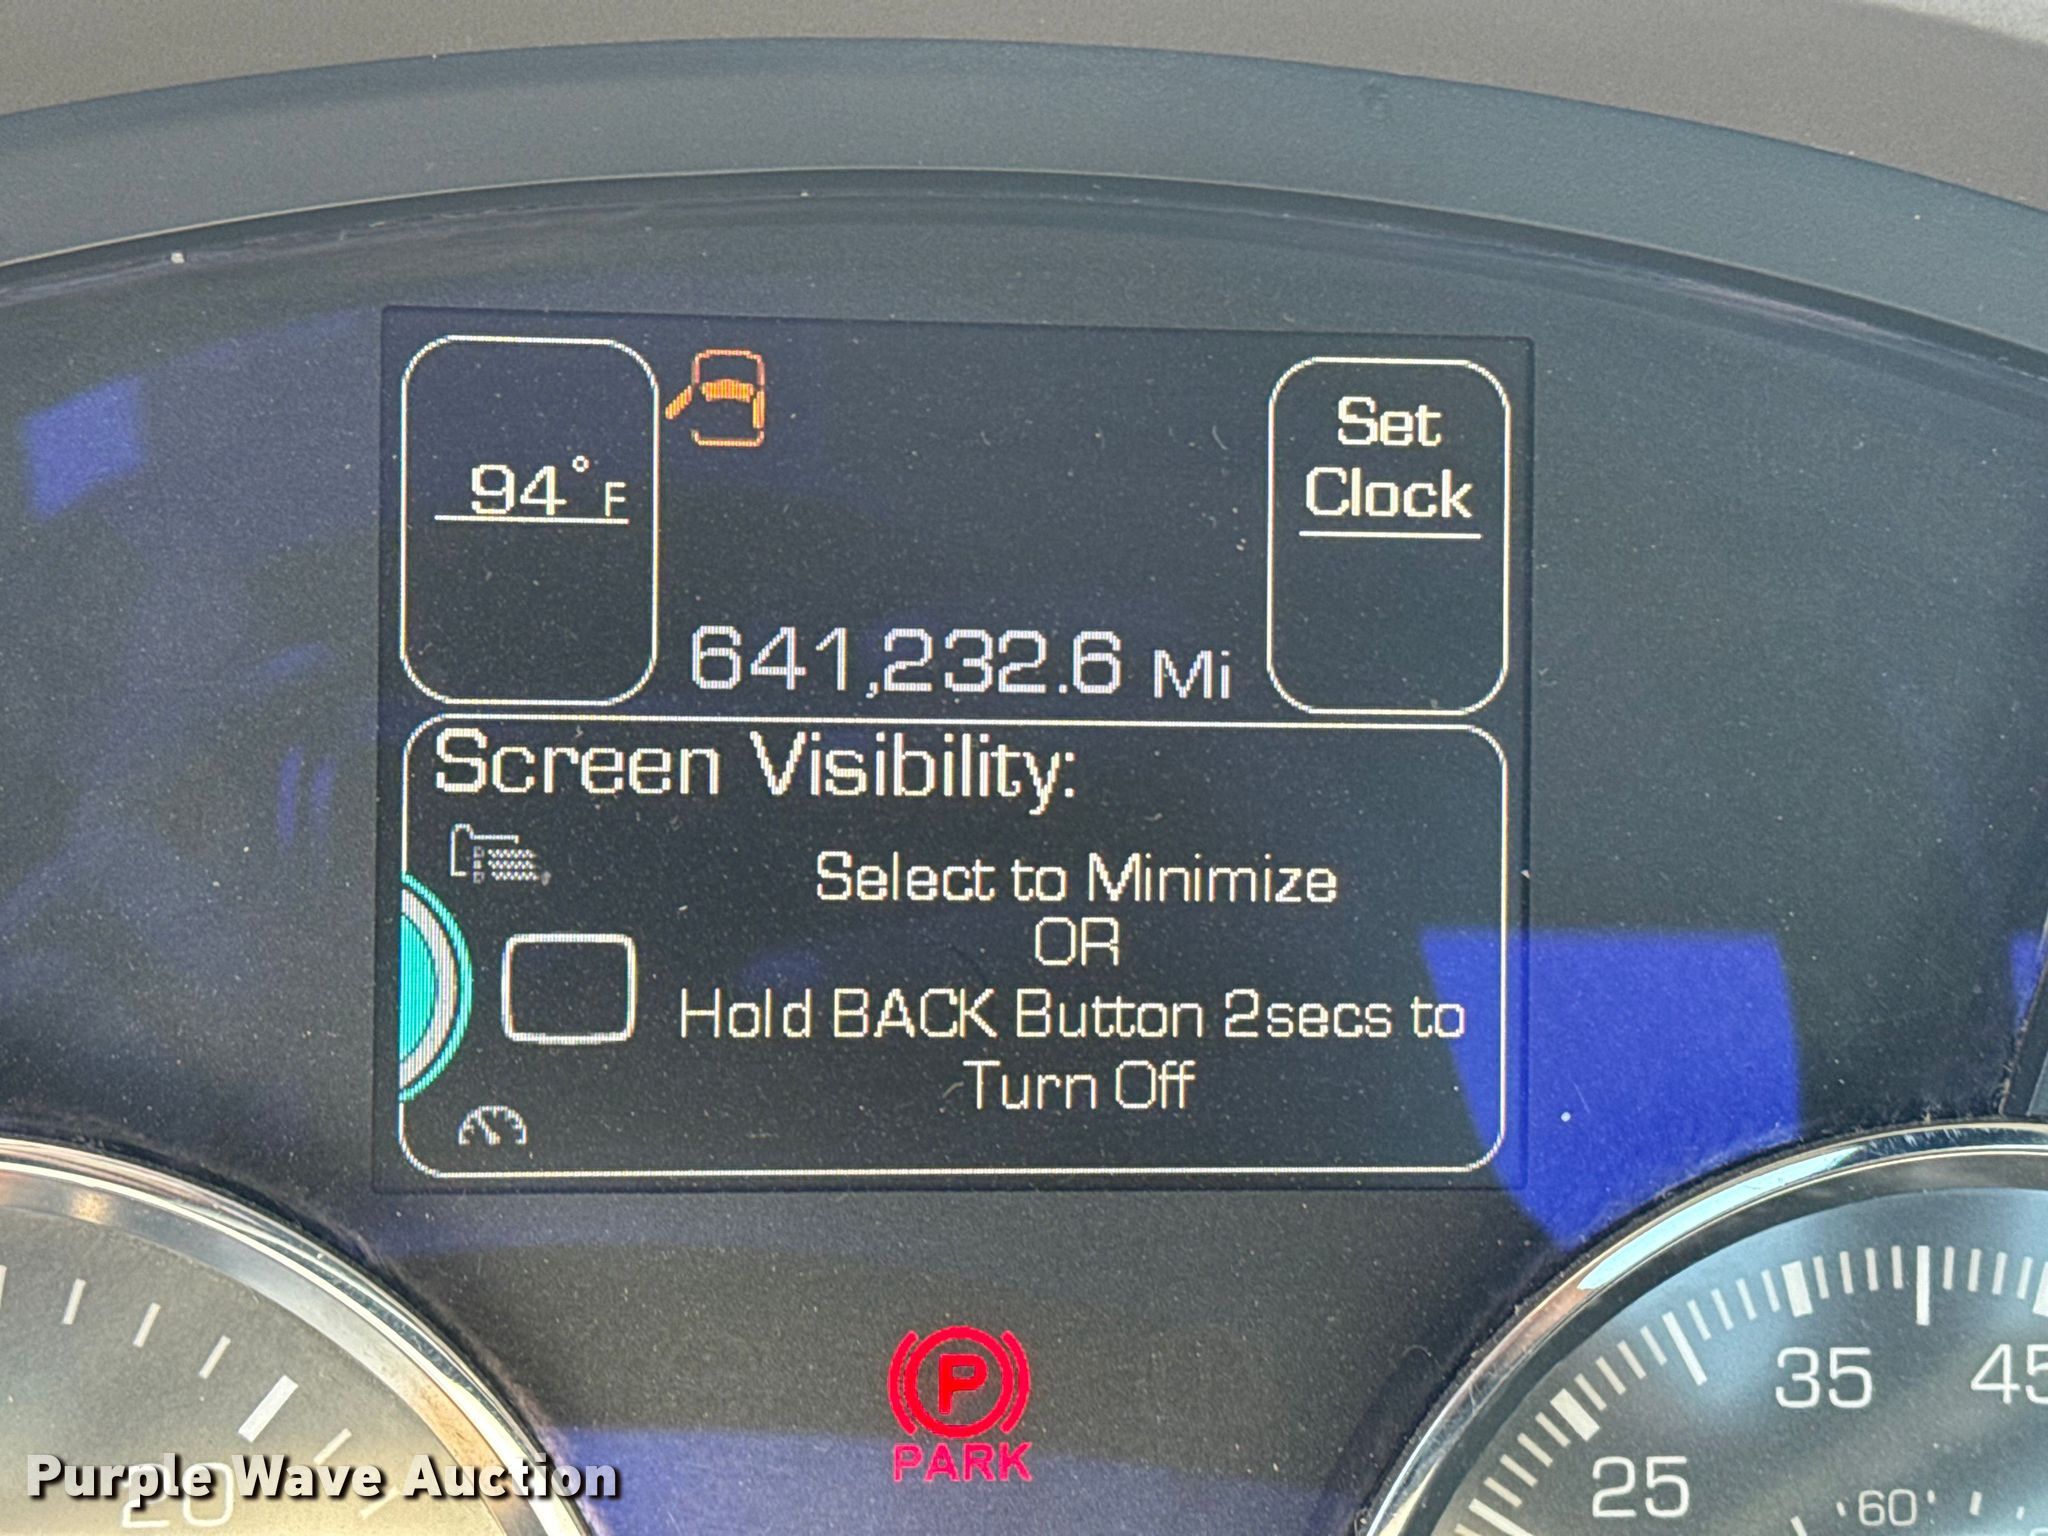 94° F
Set
Clock
641,232.6 Mi
Screen Visibility:
Select to Minimize
OR
Hold BACK Button 2secs to
Turn Off
P
PARK
35
45
25
60
20
Purple Wave Auction